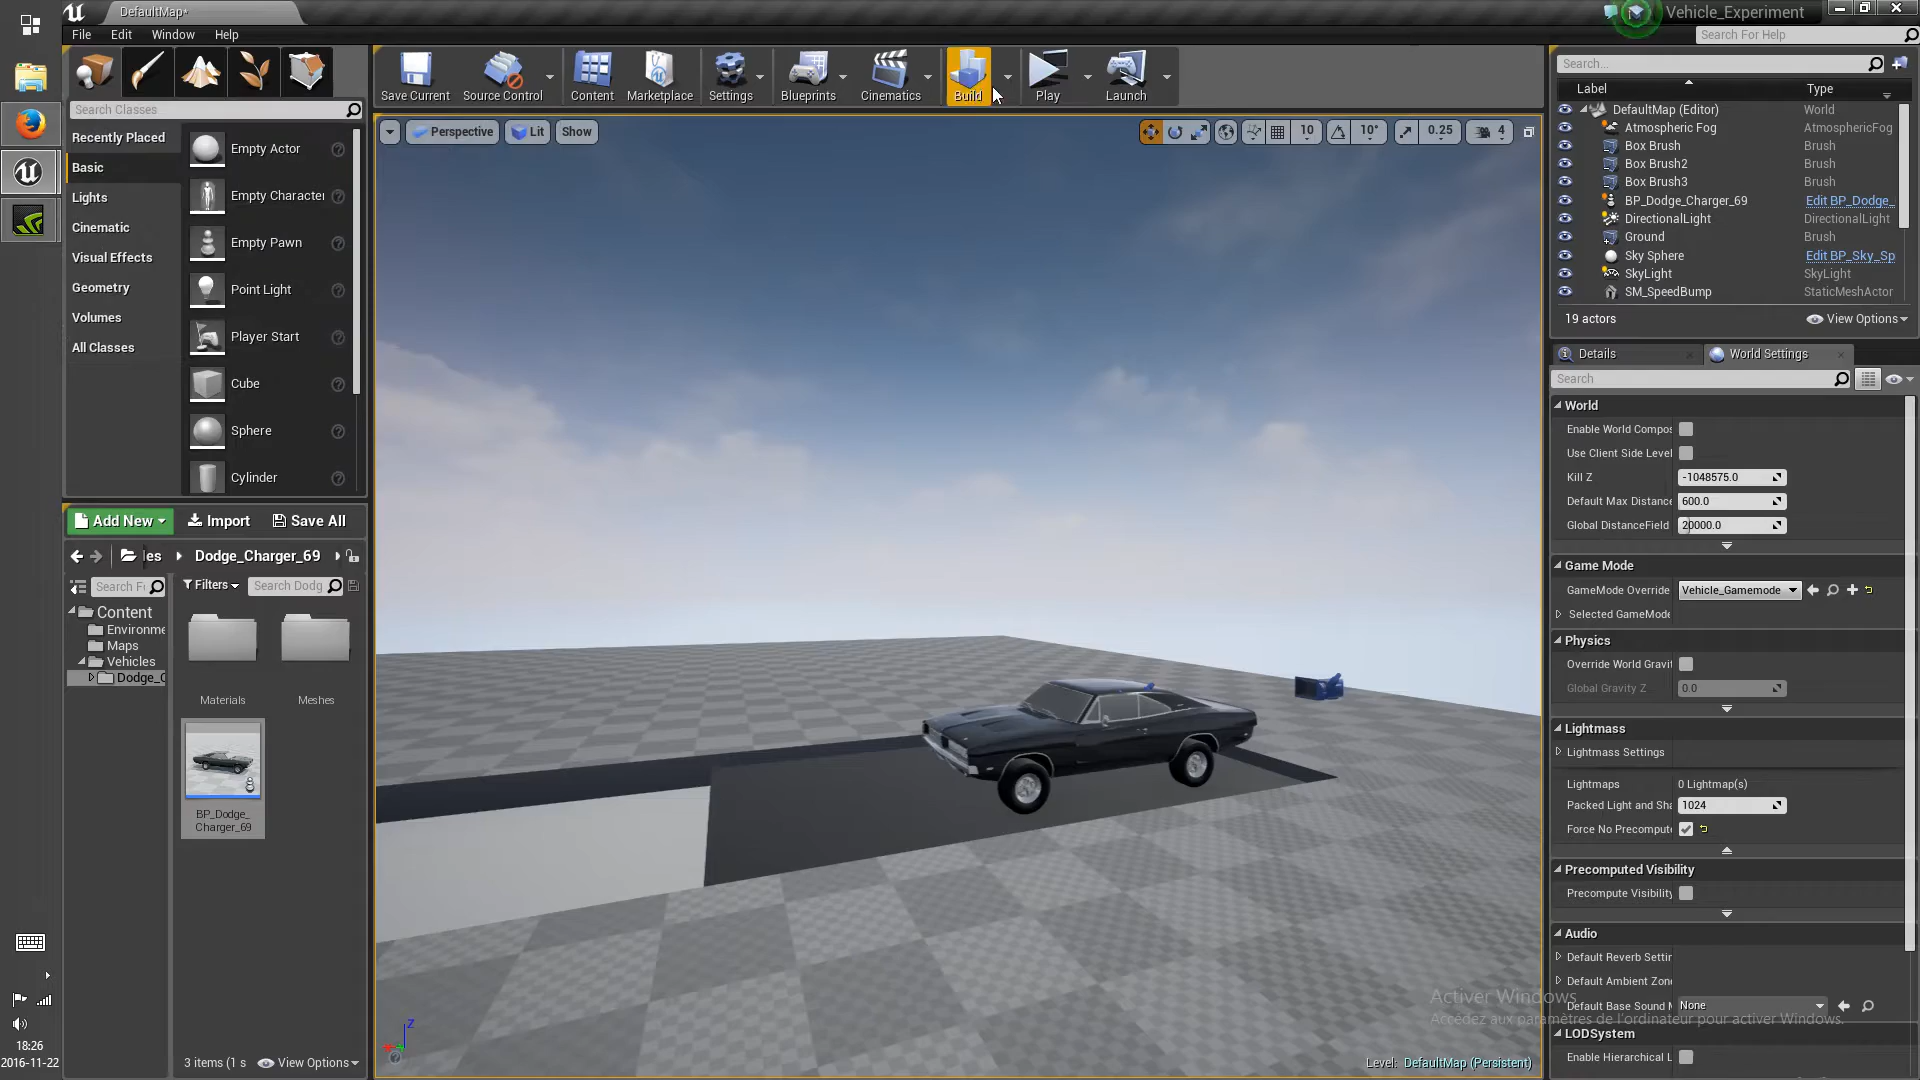 DefaultMap*
Vehicle_Experiment
File Edit Window Help
Search For Help
Save Current
Source Control
Content
Marketplace
Settings
Blueprints
Cinematics
Build
Play
Launch
Search Classes
Recently Placed
Basic
Lights
Cinematic
Visual Effects
Geometry
Volumes
All Classes
Empty Actor
Empty Character
Empty Pawn
Point Light
Player Start
Cube
Sphere
Cylinder
Perspective
Lit
Show
10
10°
0.25
4
Search...
Label Type
DefaultMap (Editor) World
Atmospheric Fog AtmosphericFog
Box Brush Brush
Box Brush2 Brush
Box Brush3 Brush
BP_Dodge_Charger_69 Edit BP_Dodge_
DirectionalLight DirectionalLight
Ground Brush
Sky Sphere Edit BP_Sky_Sp
SkyLight SkyLight
SM_SpeedBump StaticMeshActor
19 actors
View Options
Details
World Settings
Search
World
Enable World Compos
Use Client Side Level
Kill Z -1048575.0
Default Max Distance 600.0
Global DistanceField 20000.0
Game Mode
GameMode Override Vehicle_Gamemode
Selected GameMode
Physics
Override World Gravit
Global Gravity Z 0.0
Lightmass
Lightmass Settings
Lightmaps 0 Lightmap(s)
Packed Light and Sha 1024
Force No Precompute
Precomputed Visibility
Precompute Visibility
Audio
Default Reverb Settin
Default Ambient Zone
Default Base Sound M None
LODSystem
Enable Hierarchical L
Add New
Import
Save All
les
Dodge_Charger_69
Search F
Filters
Search Dodg
Content
Environme
Maps
Vehicles
Dodge_C
Materials
Meshes
BP_Dodge_
Charger_69
3 items (1 s
View Options
18:26
2016-11-22
Z
Activer Windows
Accédez aux paramètres de l'ordinateur pour activer Windows.
Level: DefaultMap (Persistent)